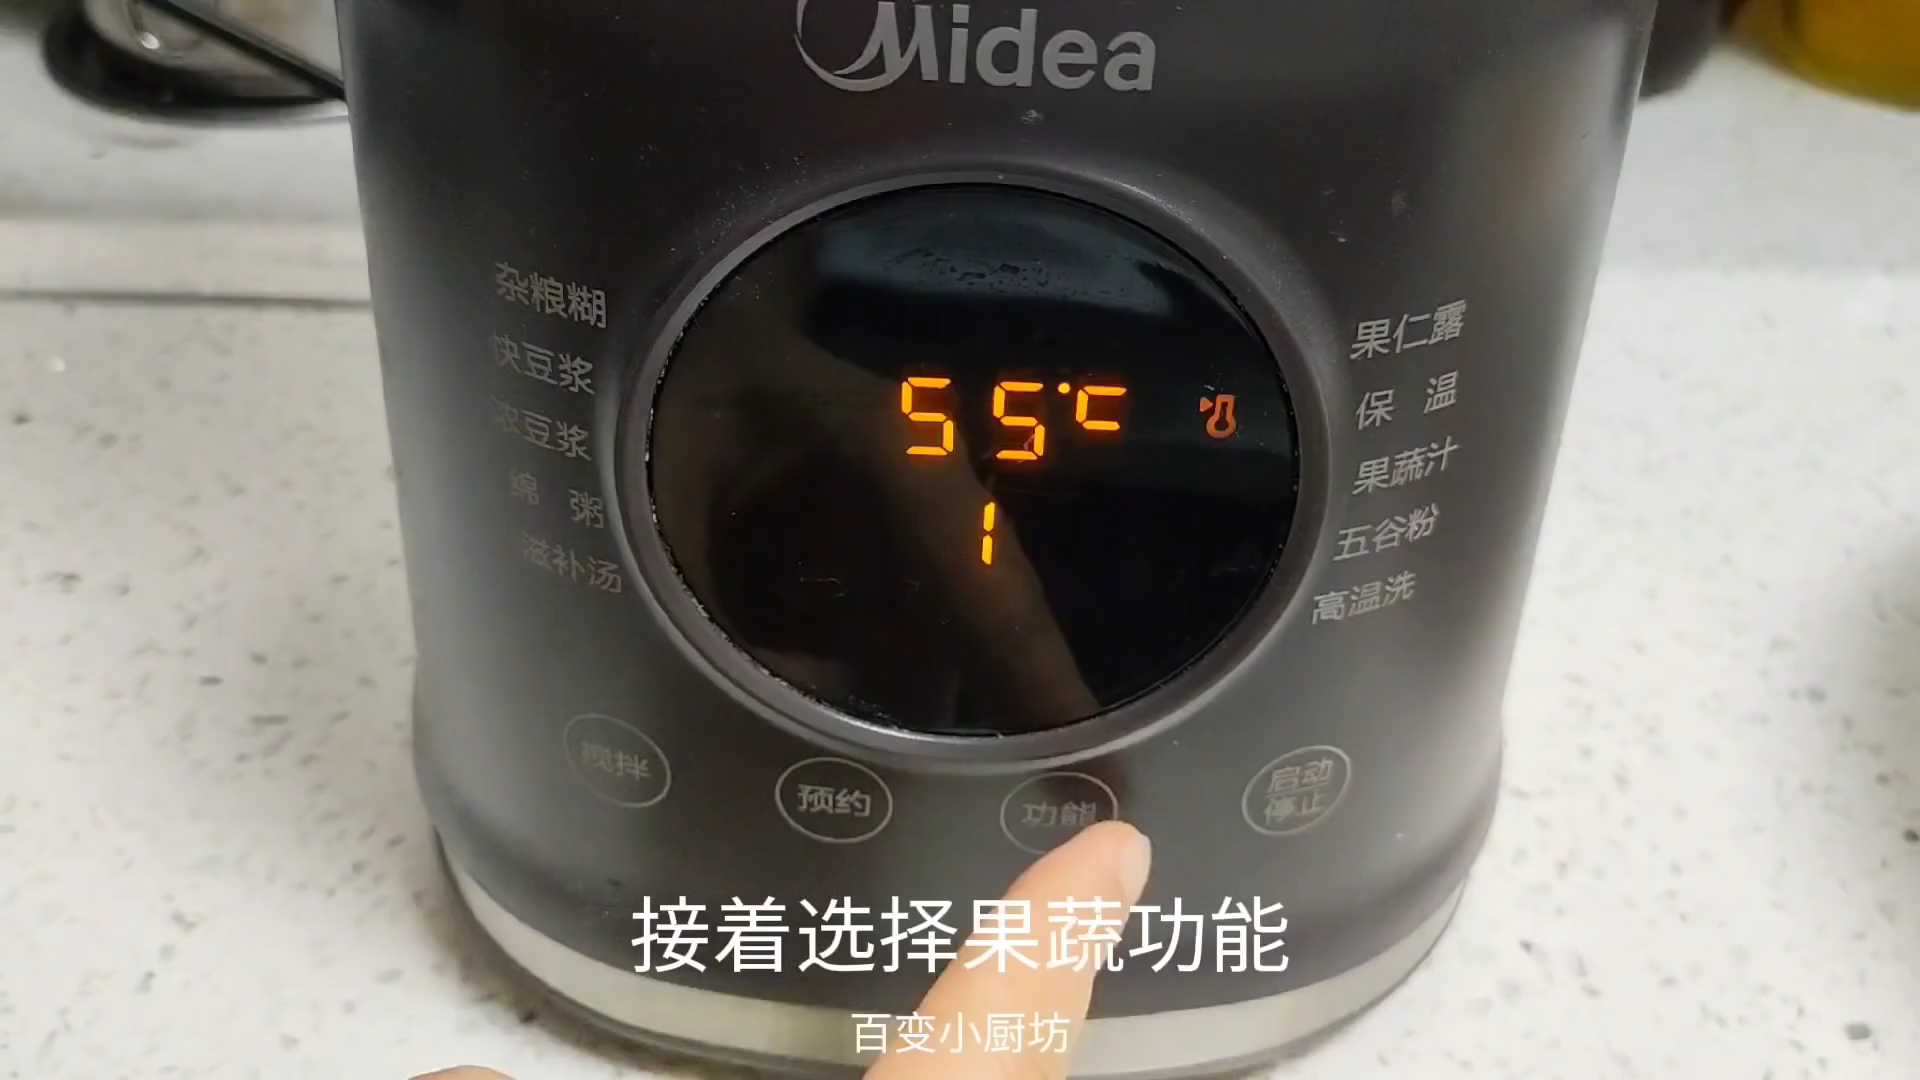 Midea
杂粮糊
快豆浆
浓豆浆
绵 粥
滋补汤
55℃
1
果仁露
保 温
果蔬汁
五谷粉
高温洗
搅拌
预约
功能
启动
停止
接着选择果蔬功能
百变小厨坊